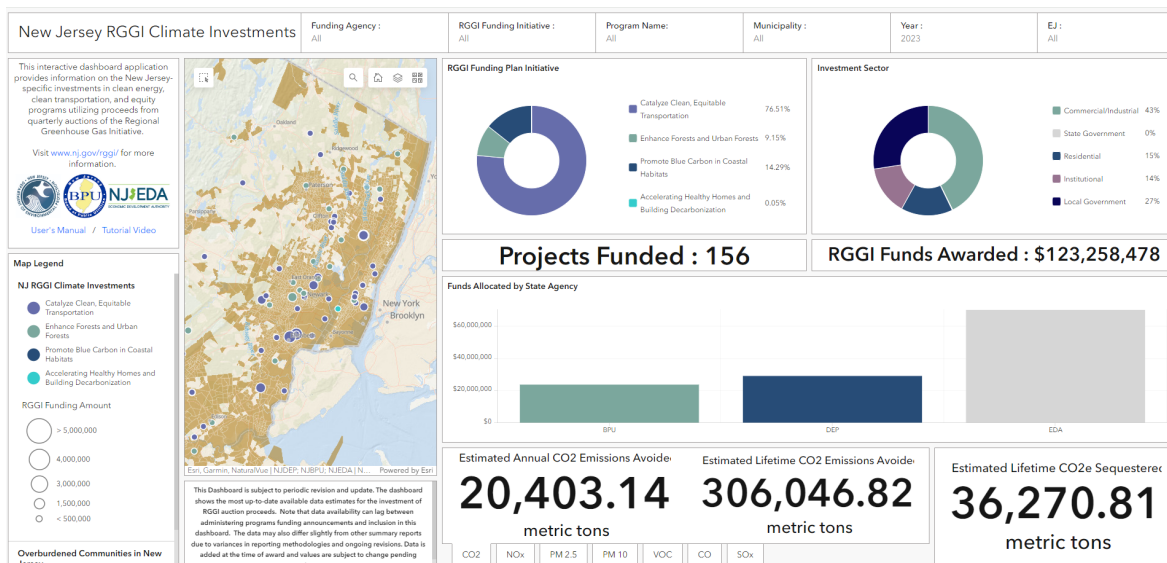 New Jersey RGGI Climate Investments
Funding Agency :
All
RGGI Funding Initiative :
All
Program Name:
All
Municipality :
All
Year :
2023
EJ :
All
This interactive dashboard application
provides information on the New Jersey-
specific investments in clean energy,
clean transportation, and equity
programs utilizing proceeds from
quarterly auctions of the Regional
Greenhouse Gas Initiative.
Visit www.nj.gov/rggi/ for more
information.
BPU
NJEDA
ECONOMIC DEVELOPMENT AUTHORITY
User's Manual / Tutorial Video
Map Legend
NJ RGGI Climate Investments
Catalyze Clean, Equitable
Transportation
Enhance Forests and Urban
Forests
Promote Blue Carbon in Coastal
Habitats
Accelerating Healthy Homes and
Building Decarbonization
RGGI Funding Amount
> 5,000,000
4,000,000
3,000,000
1,500,000
< 500,000
Overburdened Communities in New
Jersey
Oakland
Ridgewood
Paterson
Clifton
East Orange
Newark
New York
Brooklyn
Esri, Garmin, NaturalVue | NJDEP; NJBPU; NJEDA | N...
Powered by Esri
This Dashboard is subject to periodic revision and update. The dashboard
shows the most up-to-date available data estimates for the investment of
RGGI auction proceeds. Note that data availability can lag between
administering programs funding announcements and inclusion in this
dashboard. The data may also differ slightly from other summary reports
due to variances in reporting methodologies and ongoing revisions. Data is
added at the time of award and values are subject to change pending
RGGI Funding Plan Initiative
Catalyze Clean, Equitable
Transportation
76.51%
Enhance Forests and Urban Forests 9.15%
Promote Blue Carbon in Coastal
Habitats
14.29%
Accelerating Healthy Homes and
Building Decarbonization
0.05%
Investment Sector
Commercial/Industrial 43%
State Government 0%
Residential 15%
Institutional 14%
Local Government 27%
Projects Funded : 156
RGGI Funds Awarded : $123,258,478
Funds Allocated by State Agency
$60,000,000
$40,000,000
$20,000,000
$0
BPU
DEP
EDA
Estimated Annual CO2 Emissions Avoide
20,403.14
metric tons
Estimated Lifetime CO2 Emissions Avoide
306,046.82
metric tons
Estimated Lifetime CO2e Sequestered
36,270.81
metric tons
CO2
NOx
PM 2.5
PM 10
VOC
CO
SOx